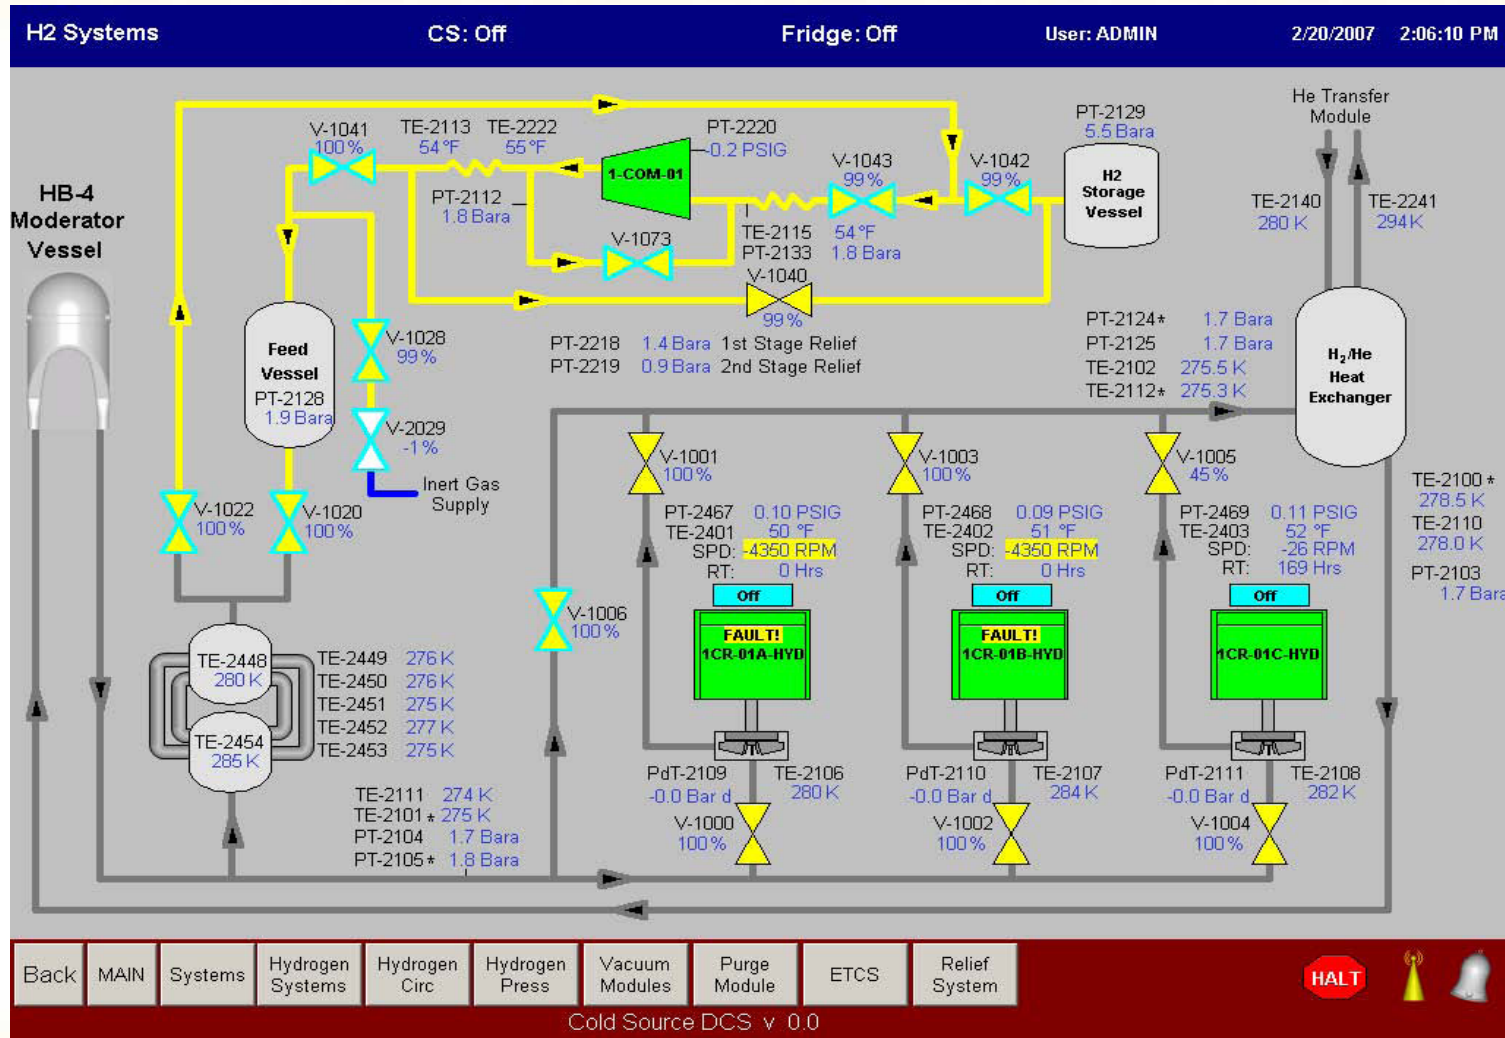 H2 Systems
CS: Off
Fridge: Off
User: ADMIN
2/20/2007
2:06:10 PM
He Transfer
Module
HB-4
Moderator
Vessel
V-1041
100%
TE-2113
54 °F
TE-2222
55 °F
PT-2220
-0.2 PSIG
1-COM-01
PT-2112
1.8 Bara
V-1043
99%
V-1042
99%
PT-2129
5.5 Bara
H2
Storage
Vessel
TE-2140
280 K
TE-2241
294 K
V-1073
TE-2115
54 °F
PT-2133
1.8 Bara
V-1040
99%
Feed
Vessel
PT-2128
1.9 Bara
V-1028
99%
V-2029
-1%
Inert Gas
Supply
V-1022
100%
V-1020
100%
PT-2218 1.4 Bara 1st Stage Relief
PT-2219 0.9 Bara 2nd Stage Relief
PT-2124* 1.7 Bara
PT-2125 1.7 Bara
TE-2102 275.5 K
TE-2112* 275.3 K
H2/He
Heat
Exchanger
V-1001
100%
V-1003
100%
V-1005
45%
TE-2100 *
278.5 K
TE-2110
278.0 K
PT-2103
1.7 Bara
PT-2467 0.10 PSIG
TE-2401 50 °F
SPD: -4350 RPM
RT: 0 Hrs
Off
FAULT!
1CR-01A-HYD
PT-2468 0.09 PSIG
TE-2402 51 °F
SPD: -4350 RPM
RT: 0 Hrs
Off
FAULT!
1CR-01B-HYD
PT-2469 0.11 PSIG
TE-2403 52 °F
SPD: -26 RPM
RT: 169 Hrs
Off
1CR-01C-HYD
V-1006
100%
TE-2448
280 K
TE-2454
285 K
TE-2449 276 K
TE-2450 276 K
TE-2451 275 K
TE-2452 277 K
TE-2453 275 K
TE-2111 274 K
TE-2101 * 275 K
PT-2104 1.7 Bara
PT-2105 * 1.8 Bara
PdT-2109
-0.0 Bar d
TE-2106
280 K
V-1000
100%
PdT-2110
-0.0 Bar d
TE-2107
284 K
V-1002
100%
PdT-2111
-0.0 Bar d
TE-2108
282 K
V-1004
100%
Back
MAIN
Systems
Hydrogen
Systems
Hydrogen
Circ
Hydrogen
Press
Vacuum
Modules
Purge
Module
ETCS
Relief
System
HALT
Cold Source DCS v 0.0